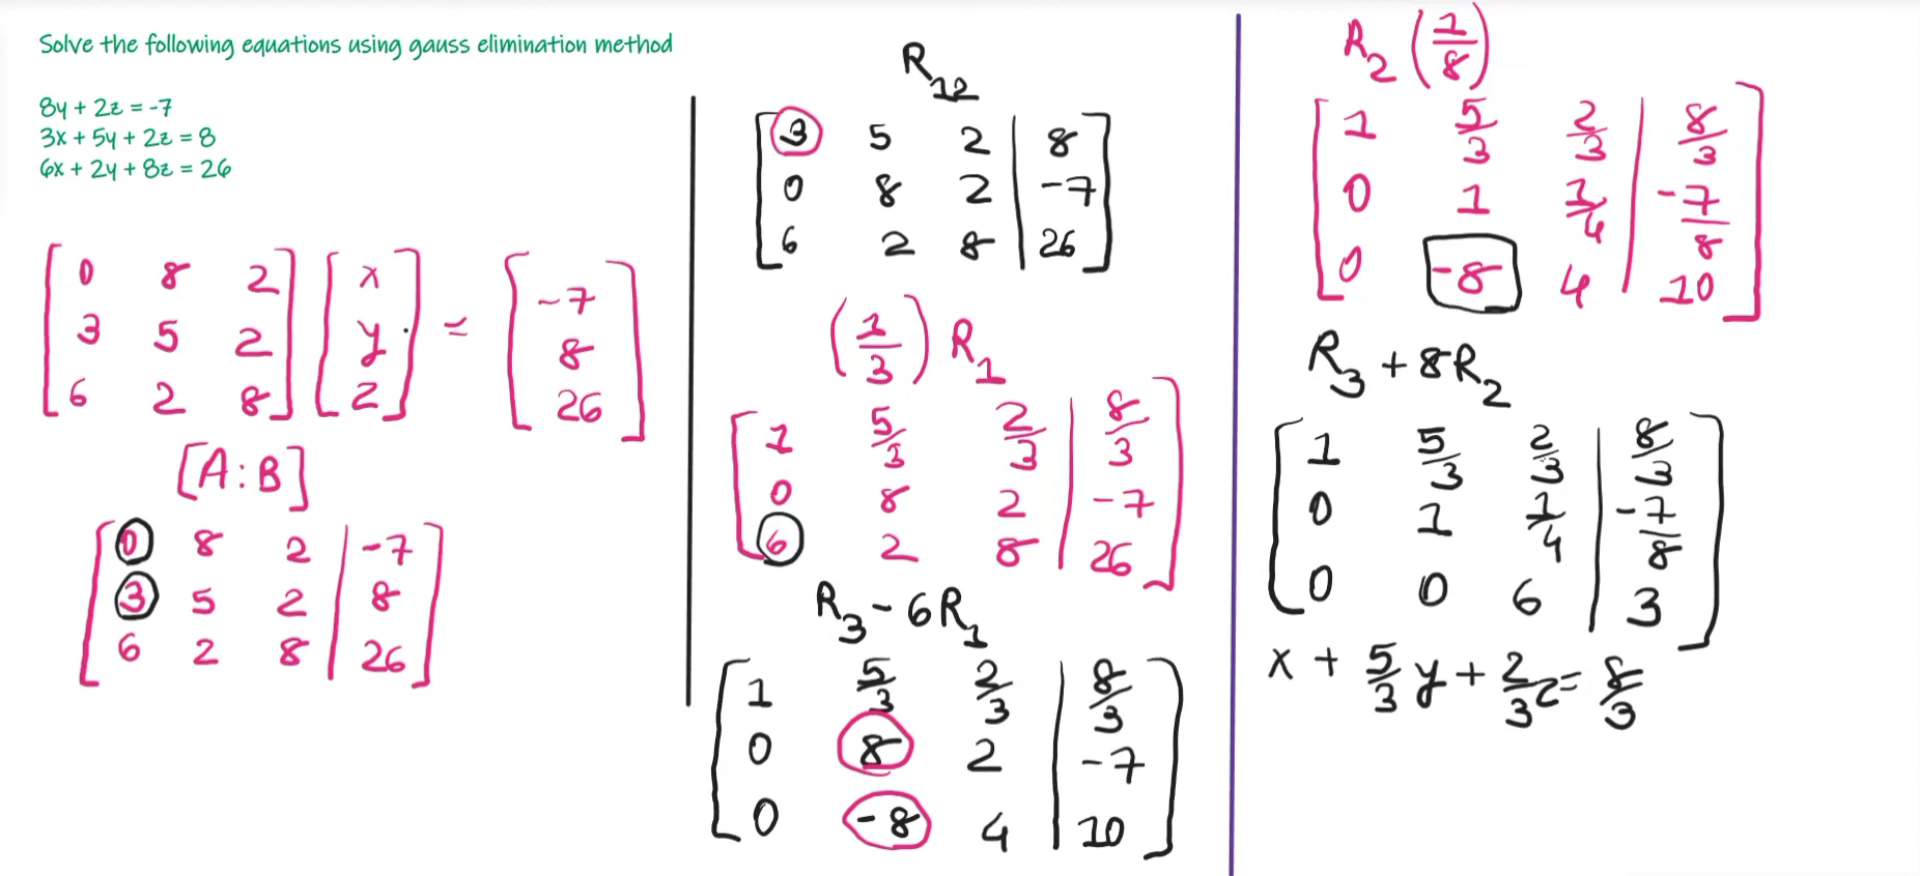 Solve the following equations using gauss elimination method
8y + 2z = -7
3x + 5y + 2z = 8
6x + 2y + 8z = 26
[0 8 2] [x] = [-7]
[3 5 2] [y] [8]
[6 2 8] [z] [26]
[A:B]
[0 8 2 | -7]
[3 5 2 | 8]
[6 2 8 | 26]
R12
[3 5 2 | 8]
[0 8 2 | -7]
[6 2 8 | 26]
(1/3) R1
[1 5/3 2/3 | 8/3]
[0 8 2 | -7]
[6 2 8 | 26]
R3 - 6R1
[1 5/3 2/3 | 8/3]
[0 8 2 | -7]
[0 -8 4 | 10]
R2 (1/8)
[1 5/3 2/3 | 8/3]
[0 1 1/4 | -7/8]
[0 -8 4 | 10]
R3 + 8R2
[1 5/3 2/3 | 8/3]
[0 1 1/4 | -7/8]
[0 0 6 | 3]
x + 5/3 y + 2/3 z = 8/3